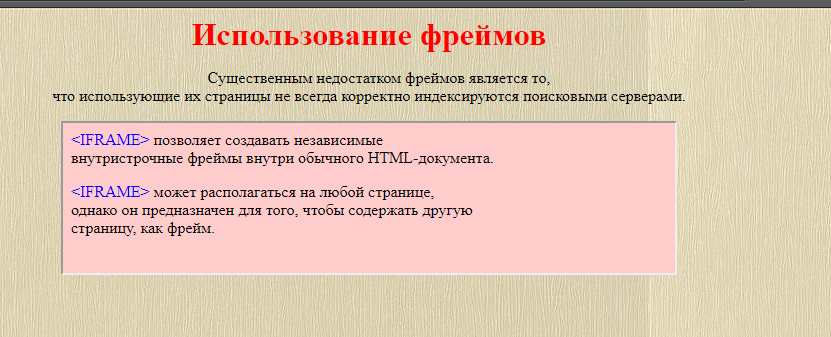 Использование фреймов
Существенным недостатком фреймов является то,
что использующие их страницы не всегда корректно индексируются поисковыми серверами.
<IFRAME> позволяет создавать независимые
внутристрочные фреймы внутри обычного HTML-документа.
<IFRAME> может располагаться на любой странице,
однако он предназначен для того, чтобы содержать другую
страницу, как фрейм.